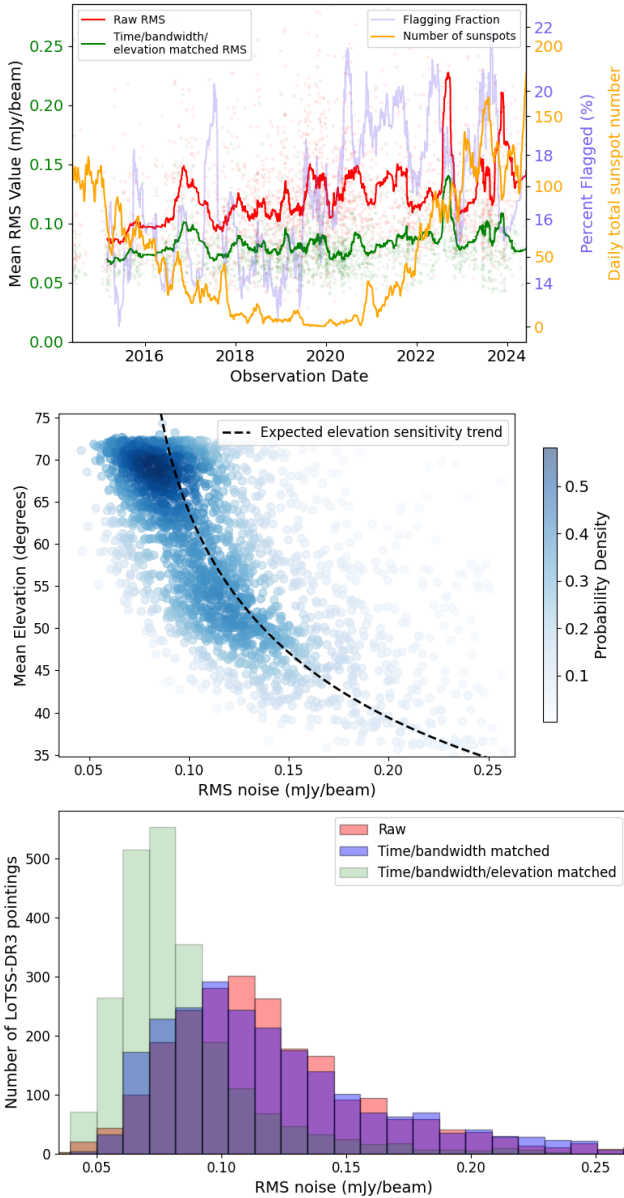 Raw RMS
Time/bandwidth/
elevation matched RMS
Flagging Fraction
Number of sunspots
Mean RMS Value (mJy/beam)
0.25
0.20
0.15
0.10
0.05
0.00
22
20
18
16
14
Percent Flagged (%)
200
150
100
50
0
Daily total sunspot number
2016
2018
2020
2022
2024
Observation Date
Expected elevation sensitivity trend
Mean Elevation (degrees)
75
70
65
60
55
50
45
40
35
0.05
0.10
0.15
0.20
0.25
RMS noise (mJy/beam)
0.5
0.4
0.3
0.2
0.1
Probability Density
Raw
Time/bandwidth matched
Time/bandwidth/elevation matched
Number of LoTSS-DR3 pointings
500
400
300
200
100
0
0.05
0.10
0.15
0.20
0.25
RMS noise (mJy/beam)